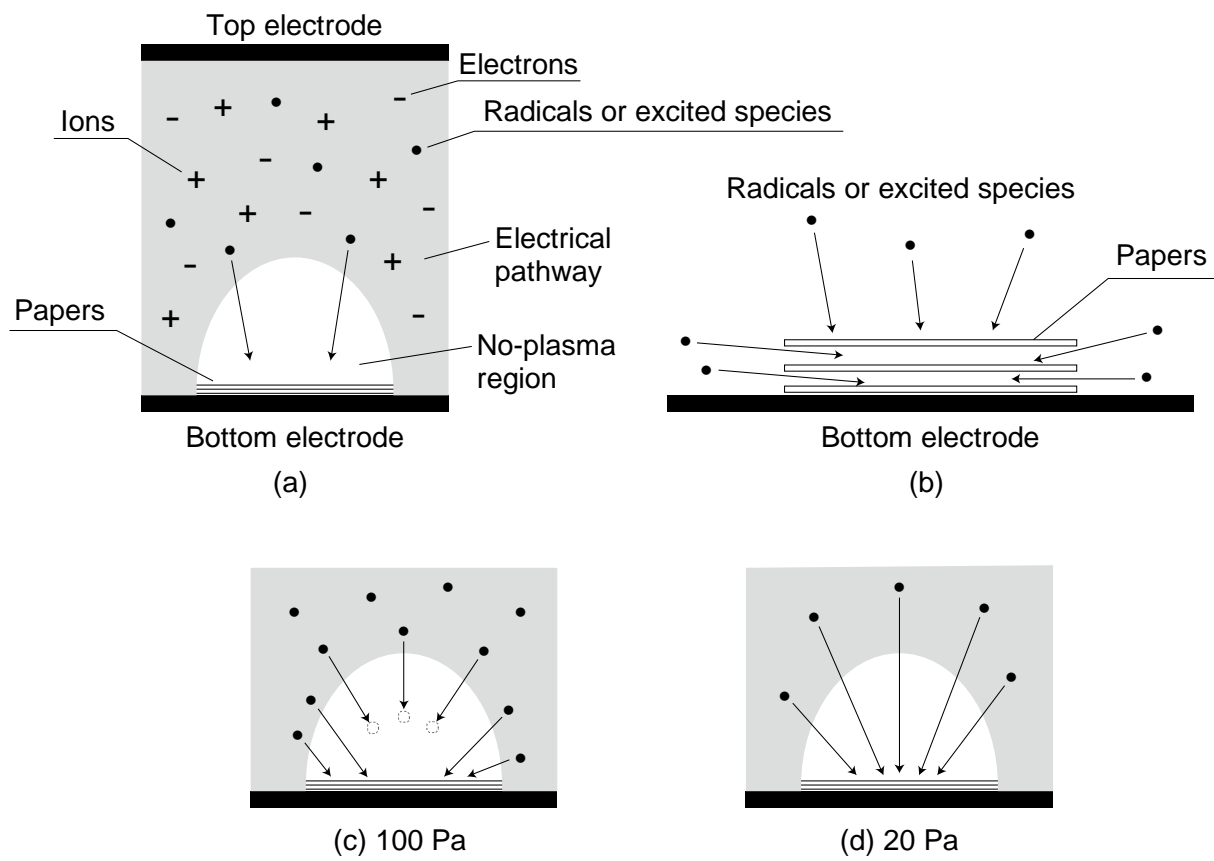 Top electrode
Electrons
Radicals or excited species
Ions
Electrical
pathway
Papers
No-plasma
region
Bottom electrode
(a)
Radicals or excited species
Papers
Bottom electrode
(b)
(c) 100 Pa
(d) 20 Pa